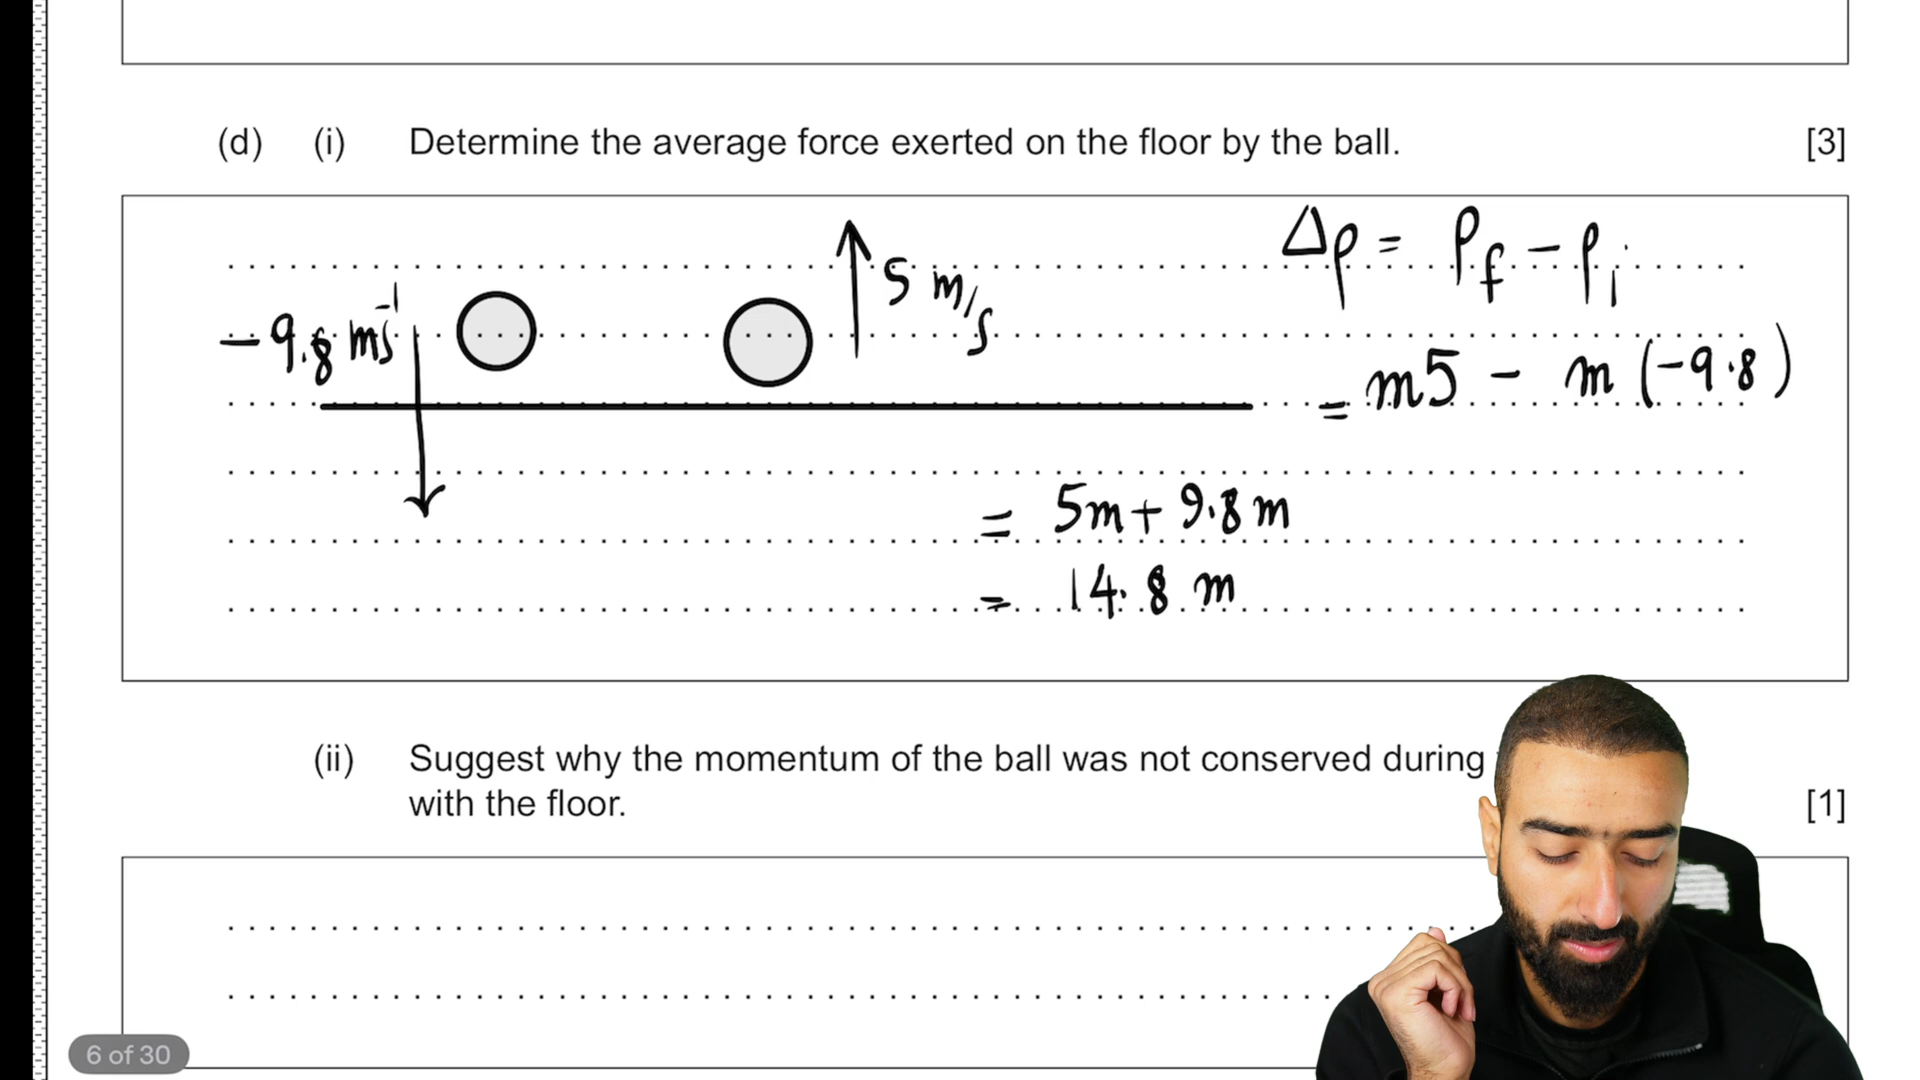 (d) (i) Determine the average force exerted on the floor by the ball. [3]
Δp = Pf - Pi
5 m/s
-9.8 ms⁻¹
= m5 - m (-9.8)
= 5m + 9.8 m
= 14.8 m
(ii) Suggest why the momentum of the ball was not conserved during
with the floor. [1]
6 of 30